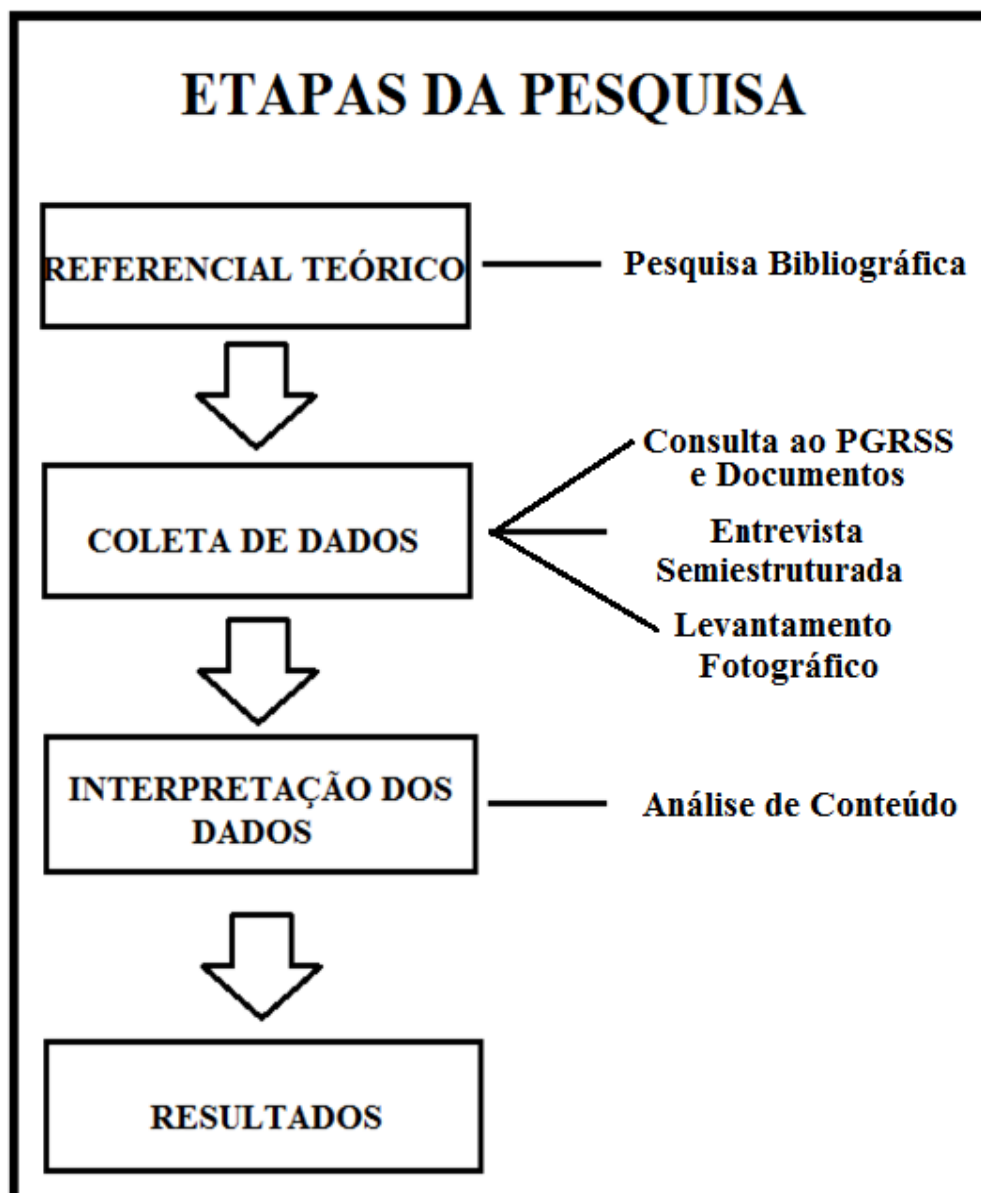 ETAPAS DA PESQUISA
REFERENCIAL TEÓRICO
Pesquisa Bibliográfica
COLETA DE DADOS
Consulta ao PGRSS
e Documentos
Entrevista
Semiestruturada
Levantamento
Fotográfico
INTERPRETAÇÃO DOS
DADOS
Análise de Conteúdo
RESULTADOS